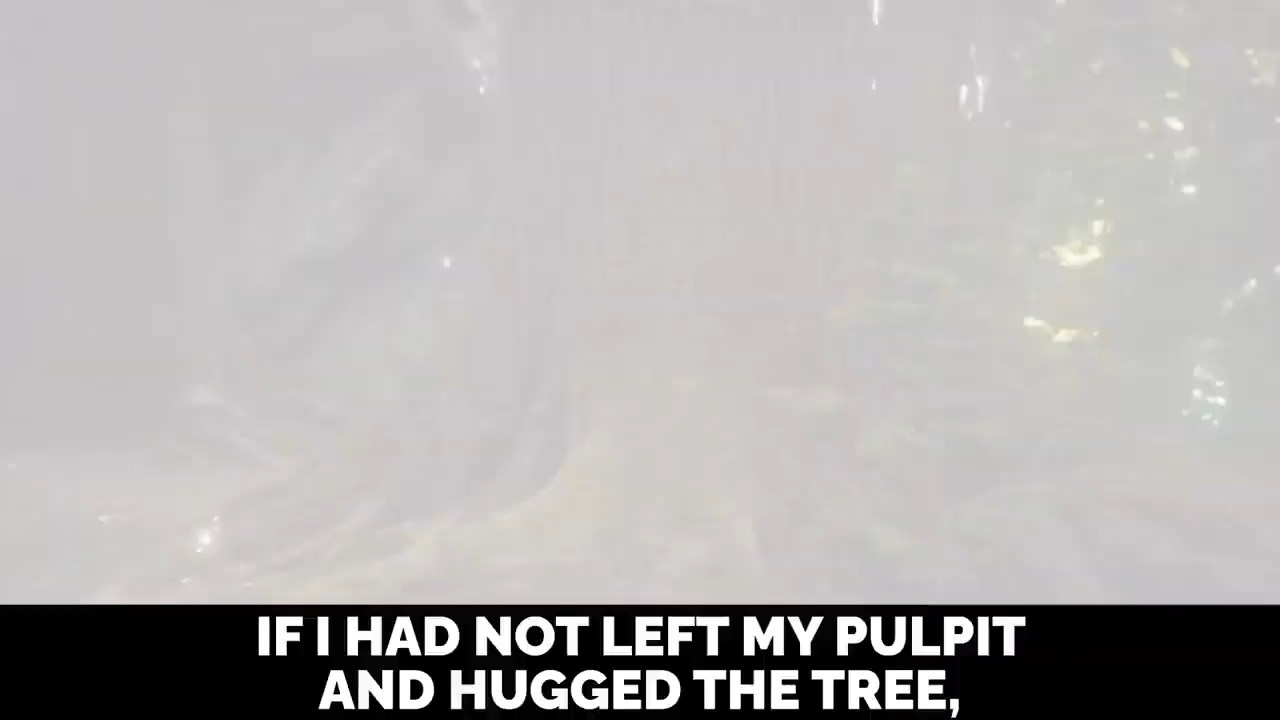 IF I HAD NOT LEFT MY PULPIT
AND HUGGED THE TREE,